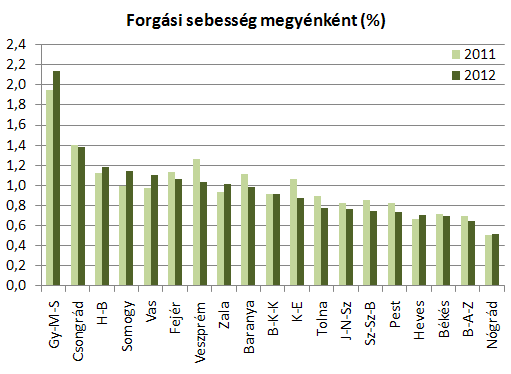 Forgási sebesség megyénként (%)
2,4
2,2
2,0
1,8
1,6
1,4
1,2
1,0
0,8
0,6
0,4
0,2
0,0
2011
2012
Gy-M-S
Csongrád
H-B
Somogy
Vas
Fejér
Veszprém
Zala
Baranya
B-K-K
K-E
Tolna
J-N-Sz
Sz-Sz-B
Pest
Heves
Békés
B-A-Z
Nógrád